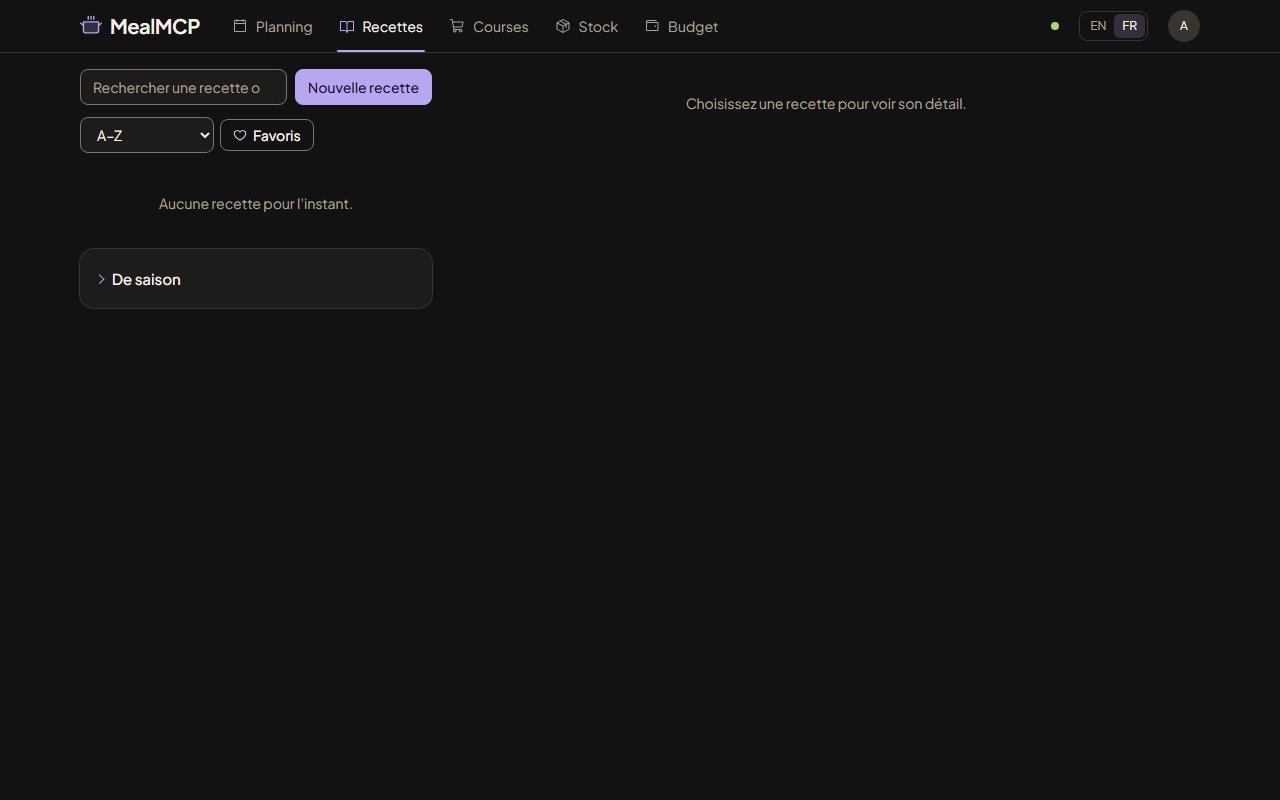 MealMCP Planning Recettes Courses Stock Budget EN FR A
Rechercher une recette o Nouvelle recette
Choisissez une recette pour voir son détail.
A–Z Favoris
Aucune recette pour l’instant.
De saison